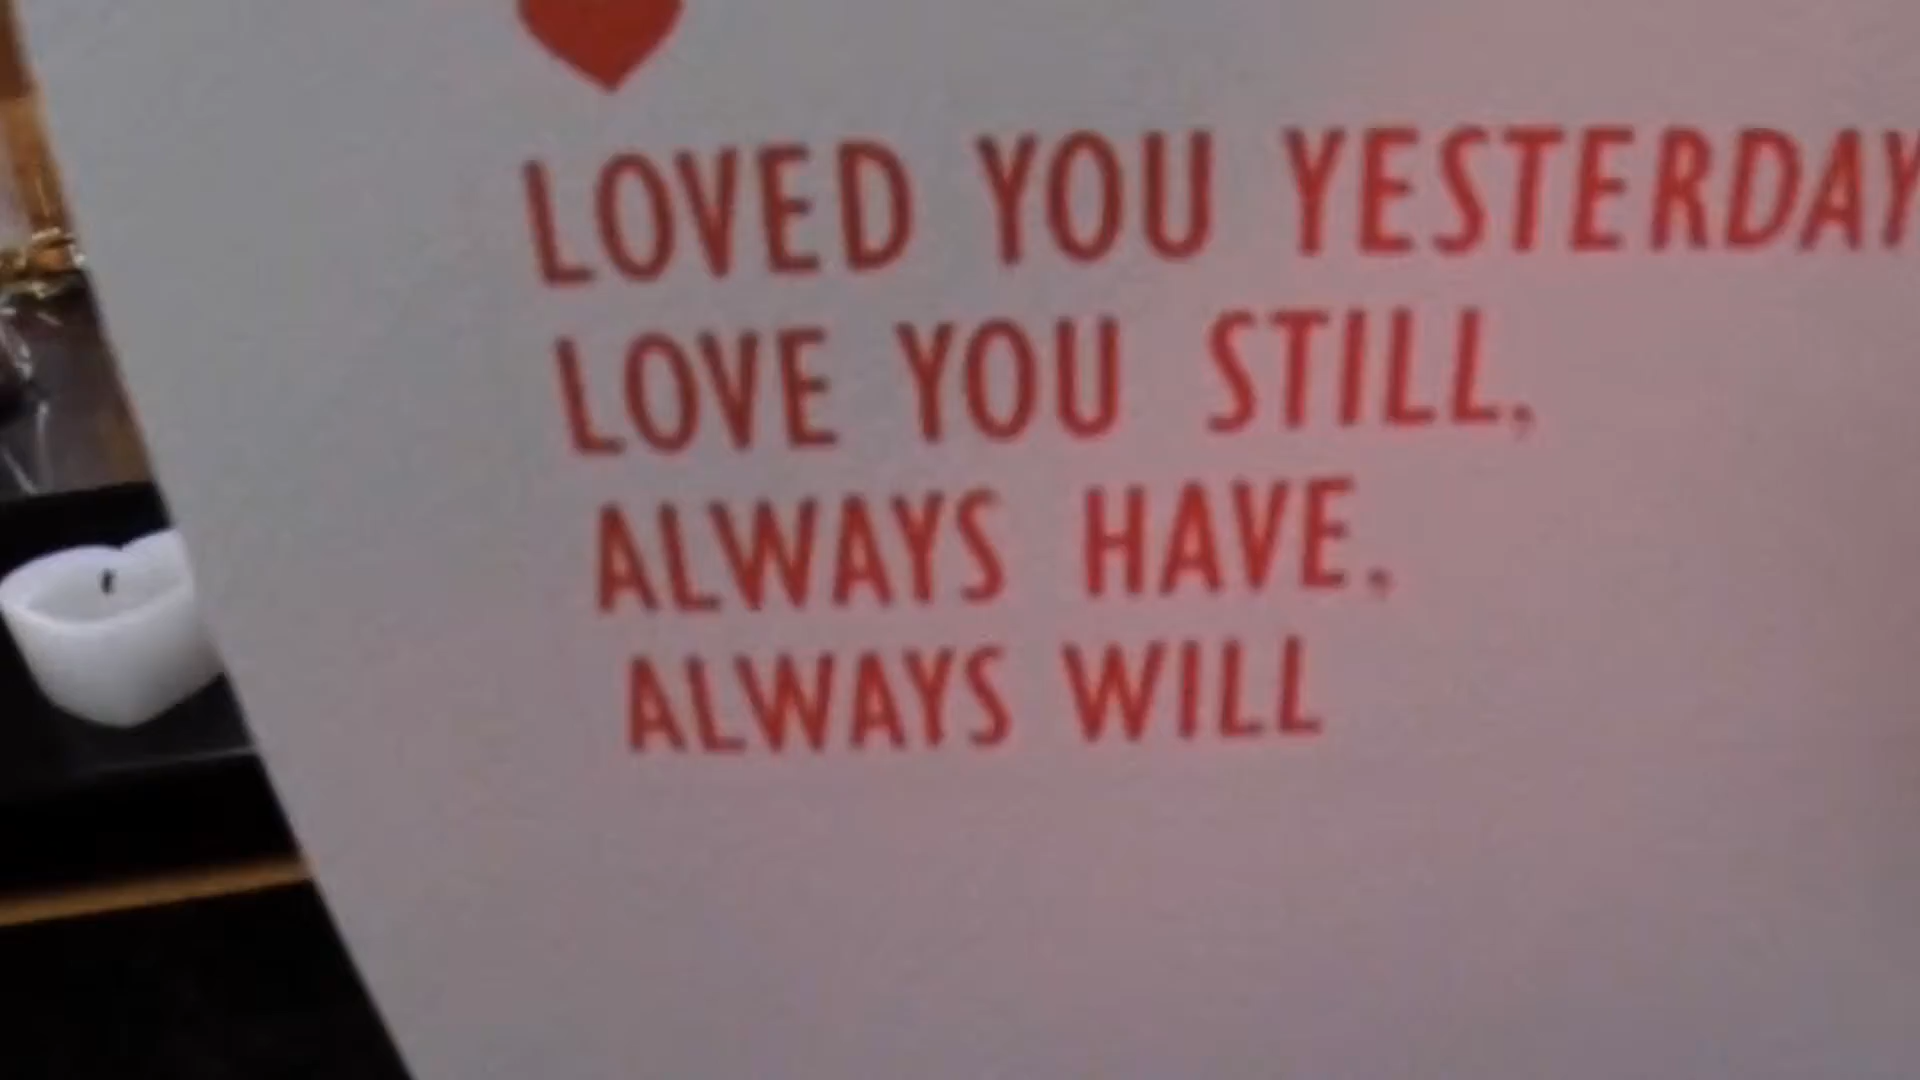 LOVED YOU YESTERDAY
LOVE YOU STILL,
ALWAYS HAVE,
ALWAYS WILL